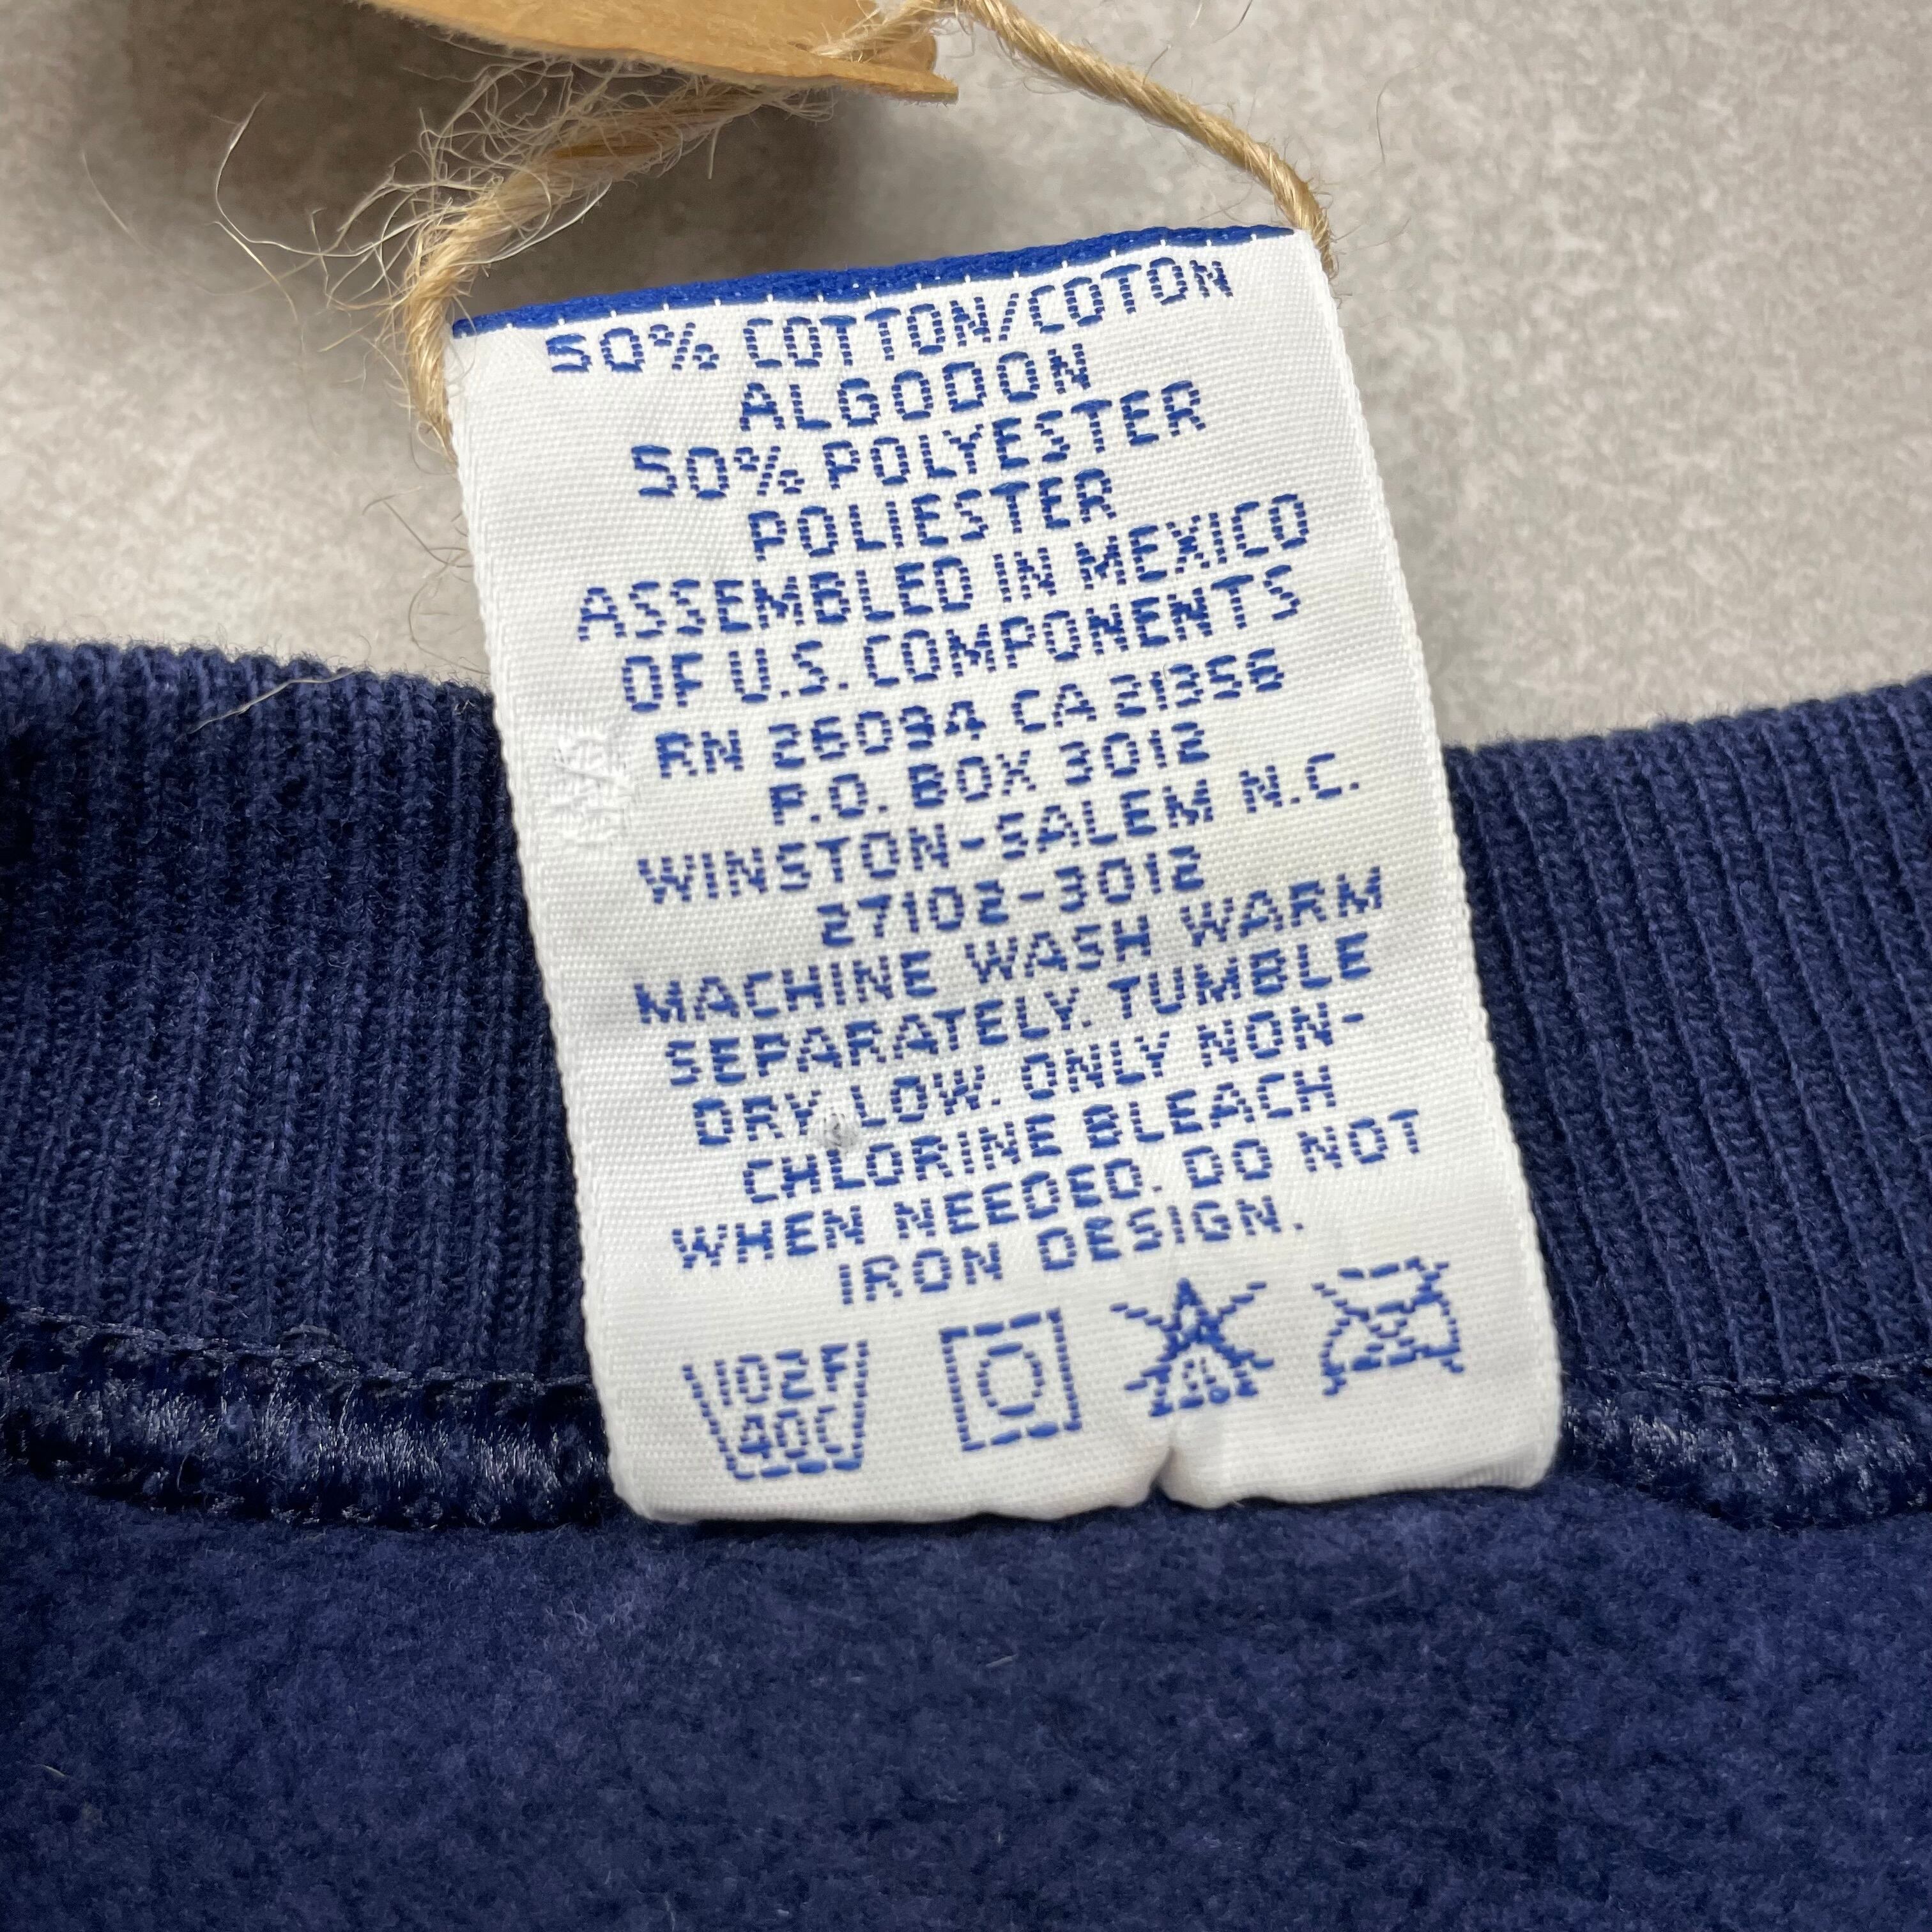 50% COTTON/COTON
ALGODON
50% POLYESTER
POLIESTER
ASSEMBLED IN MEXICO
OF U.S. COMPONENTS
RN 26094 CA 21356
P.O. BOX 3012
WINSTON-SALEM N.C.
27102-3012
MACHINE WASH WARM
SEPARATELY. TUMBLE
DRY LOW. ONLY NON-
CHLORINE BLEACH
WHEN NEEDED. DO NOT
IRON DESIGN.
102F
40C